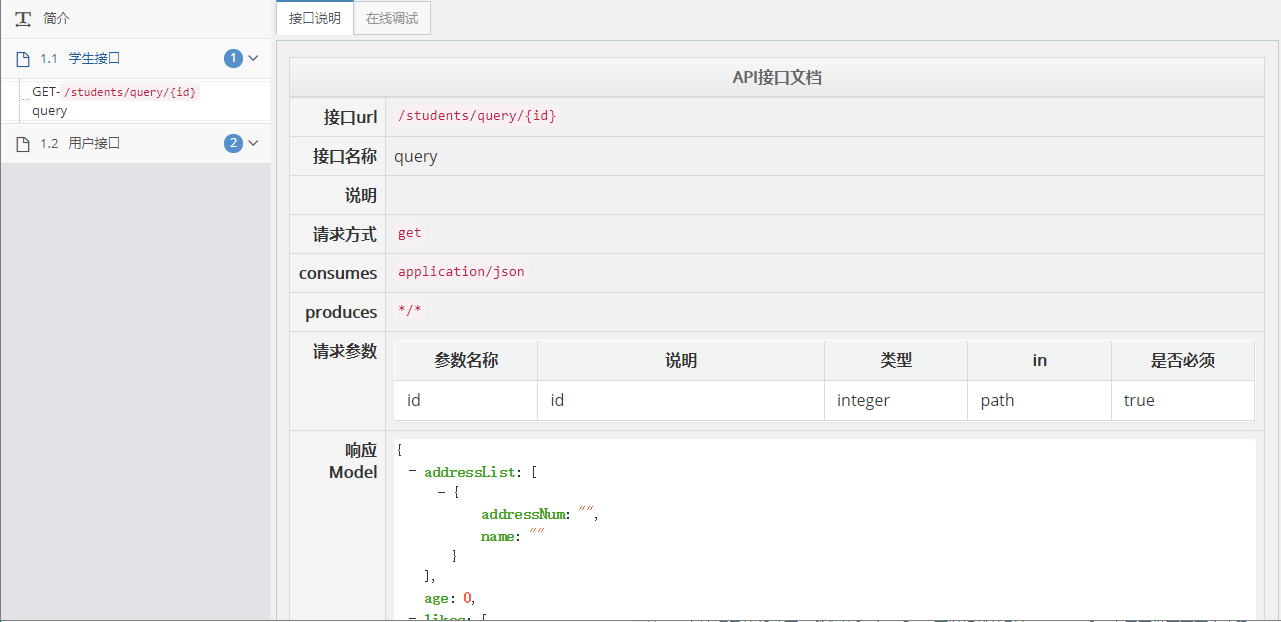 简介
1.1 学生接口 1
GET-/students/query/{id}
query
1.2 用户接口 2
接口说明 在线调试
API接口文档
接口url /students/query/{id}
接口名称 query
说明
请求方式 get
consumes application/json
produces */*
请求参数
参数名称 说明 类型 in 是否必须
id id integer path true
响应
Model
{
- addressList: [
- {
addressNum: "",
name: ""
}
],
age: 0,
- likes: [